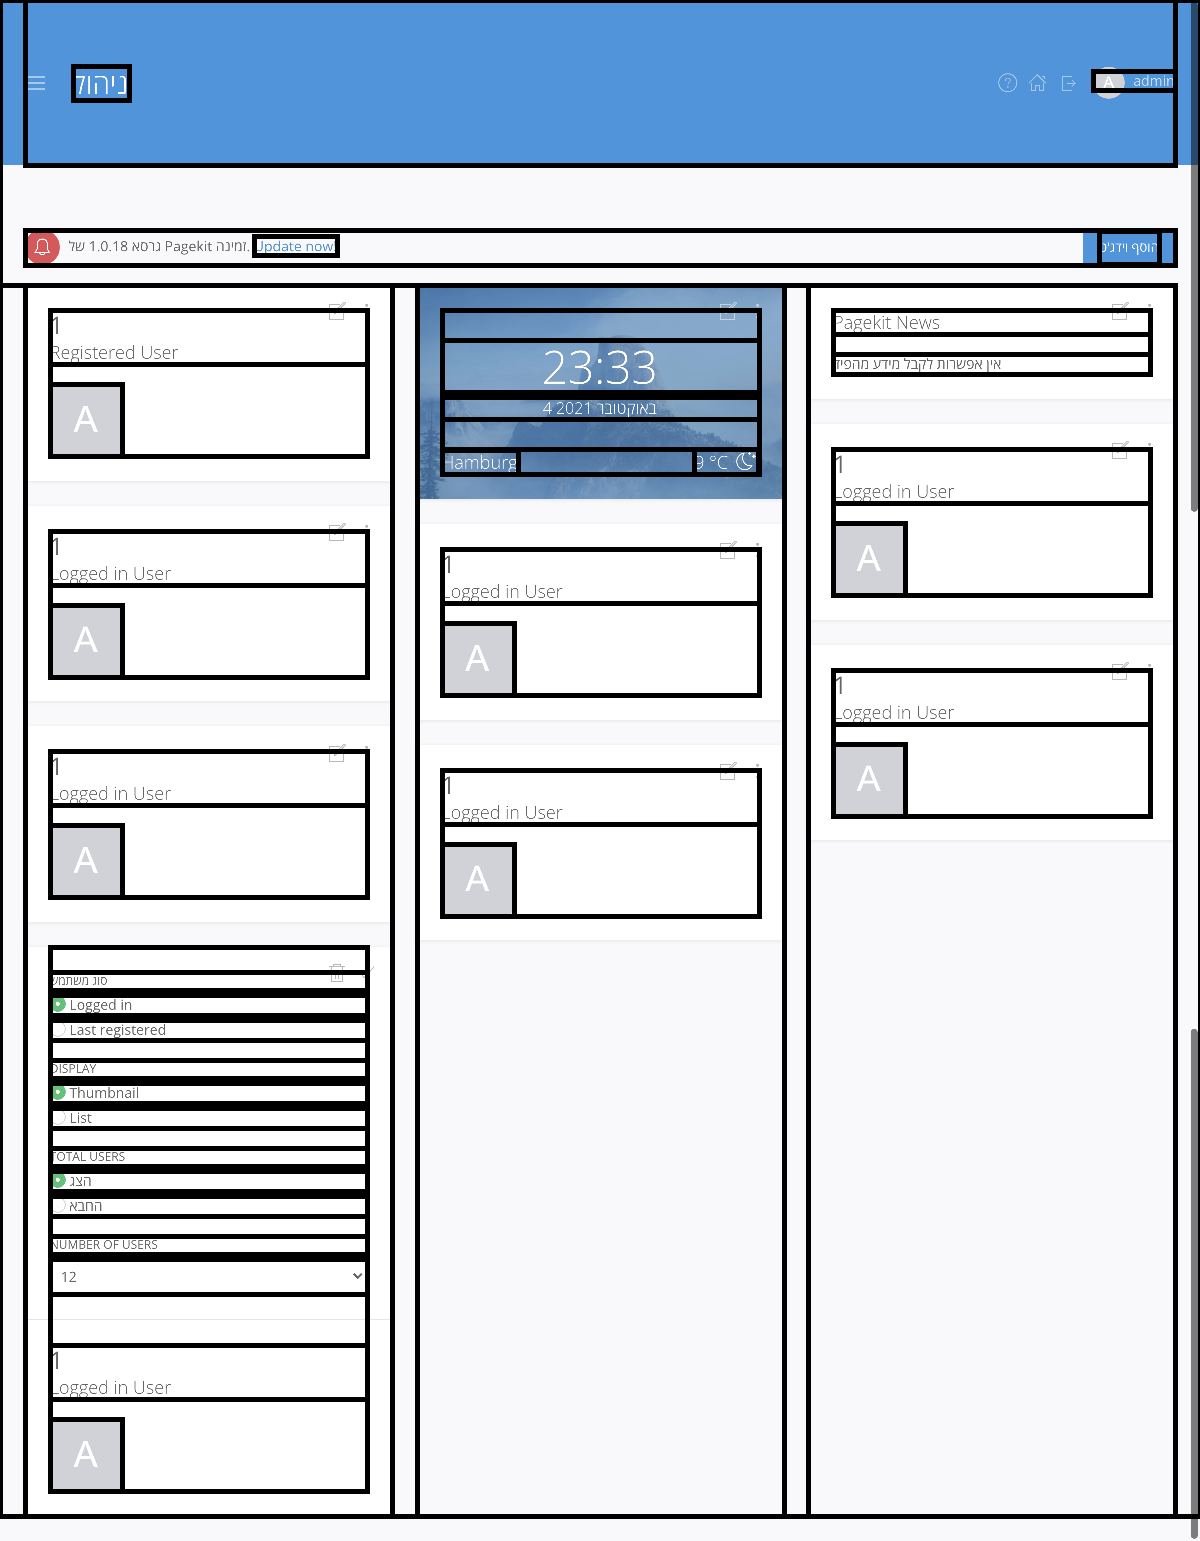 ניהול
A admin
גרסא 1.0.18 של Pagekit זמינה. Update now!
הוסף וידג'ט
1
Registered User
A
1
Logged in User
A
1
Logged in User
A
סוג משתמש
Logged in
Last registered
DISPLAY
Thumbnail
List
TOTAL USERS
הצג
החבא
NUMBER OF USERS
12
1
Logged in User
A
23:33
4 באוקטובר 2021
Hamburg
9 °C
1
Logged in User
A
1
Logged in User
A
Pagekit News
אין אפשרות לקבל מידע מהפיד
1
Logged in User
A
1
Logged in User
A